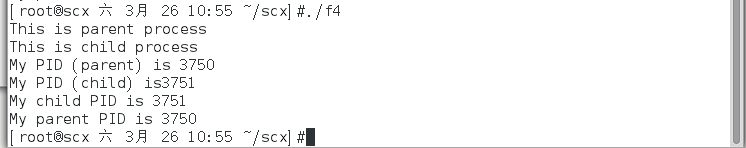 [root@scx 六 3月 26 10:55 ~/scx]#./f4
This is parent process
This is child process
My PID (parent) is 3750
My PID (child) is3751
My child PID is 3751
My parent PID is 3750
[root@scx 六 3月 26 10:55 ~/scx]#